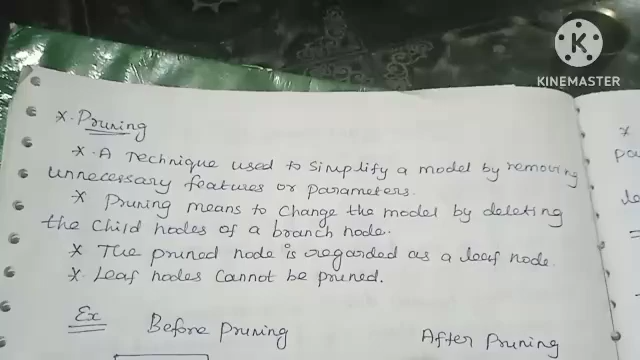 KINEMASTER
* Pruning
* A Technique used to simplify a model by removing
unnecessary features or parameters.
* Pruning means to change the model by deleting
the child nodes of a branch node.
* The pruned node is regarded as a leaf node.
* Leaf nodes cannot be pruned.
Ex Before Pruning After Pruning
*